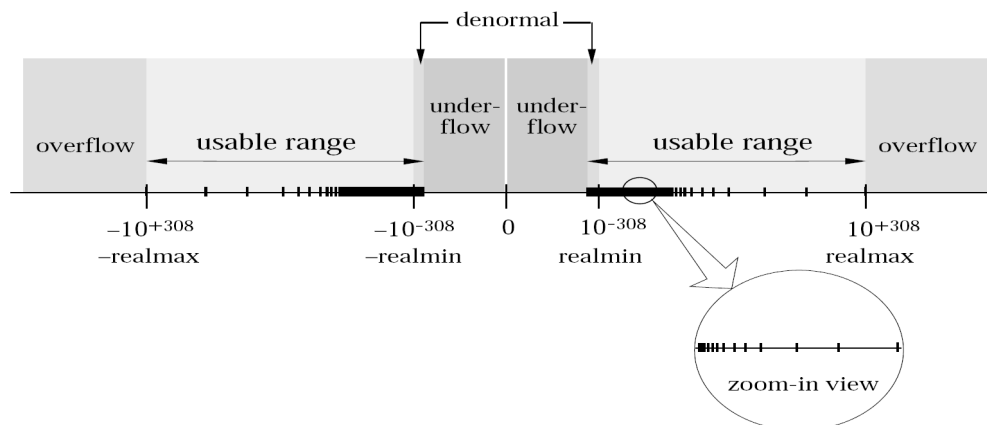 denormal
under-
flow
under-
flow
overflow
usable range
usable range
overflow
−10⁺³⁰⁸
−10⁻³⁰⁸
0
10⁻³⁰⁸
10⁺³⁰⁸
–realmax
–realmin
realmin
realmax
zoom-in view